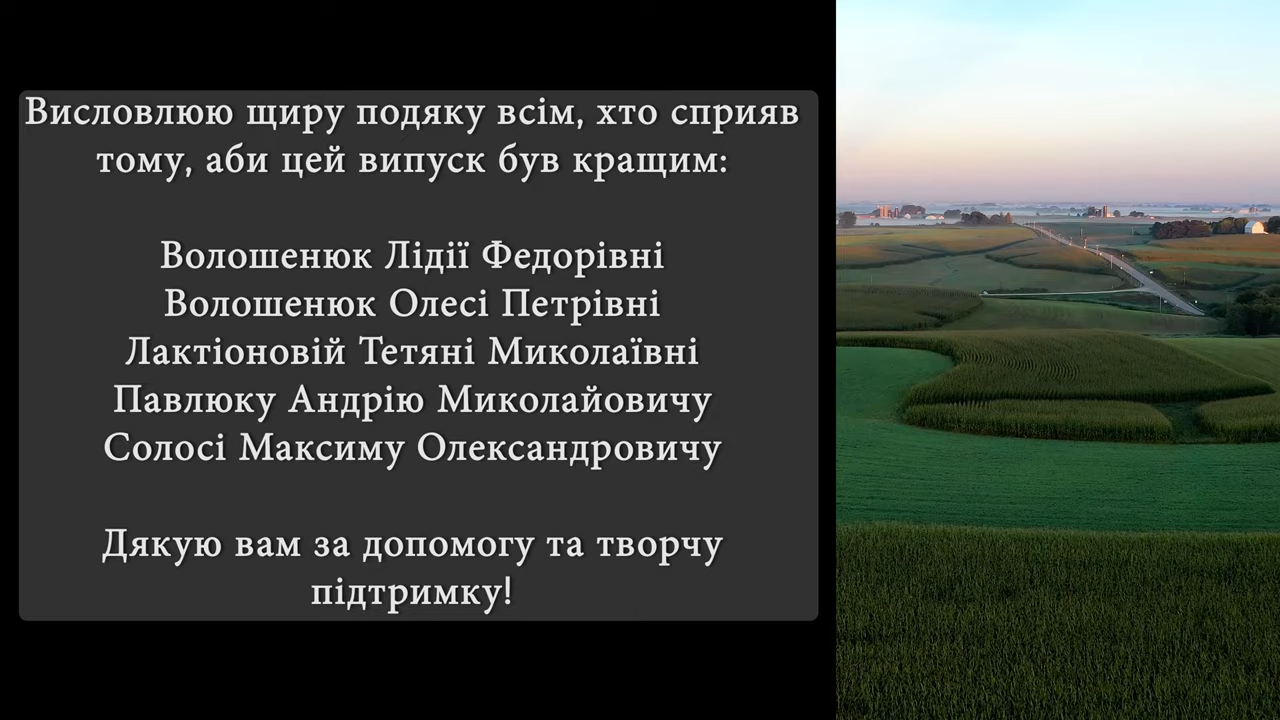 Висловлюю щиру подяку всім, хто сприяв
тому, аби цей випуск був кращим:
Волошенюк Лідії Федорівні
Волошенюк Олесі Петрівні
Лактіоновій Тетяні Миколаївні
Павлюку Андрію Миколайовичу
Солосі Максиму Олександровичу
Дякую вам за допомогу та творчу
підтримку!